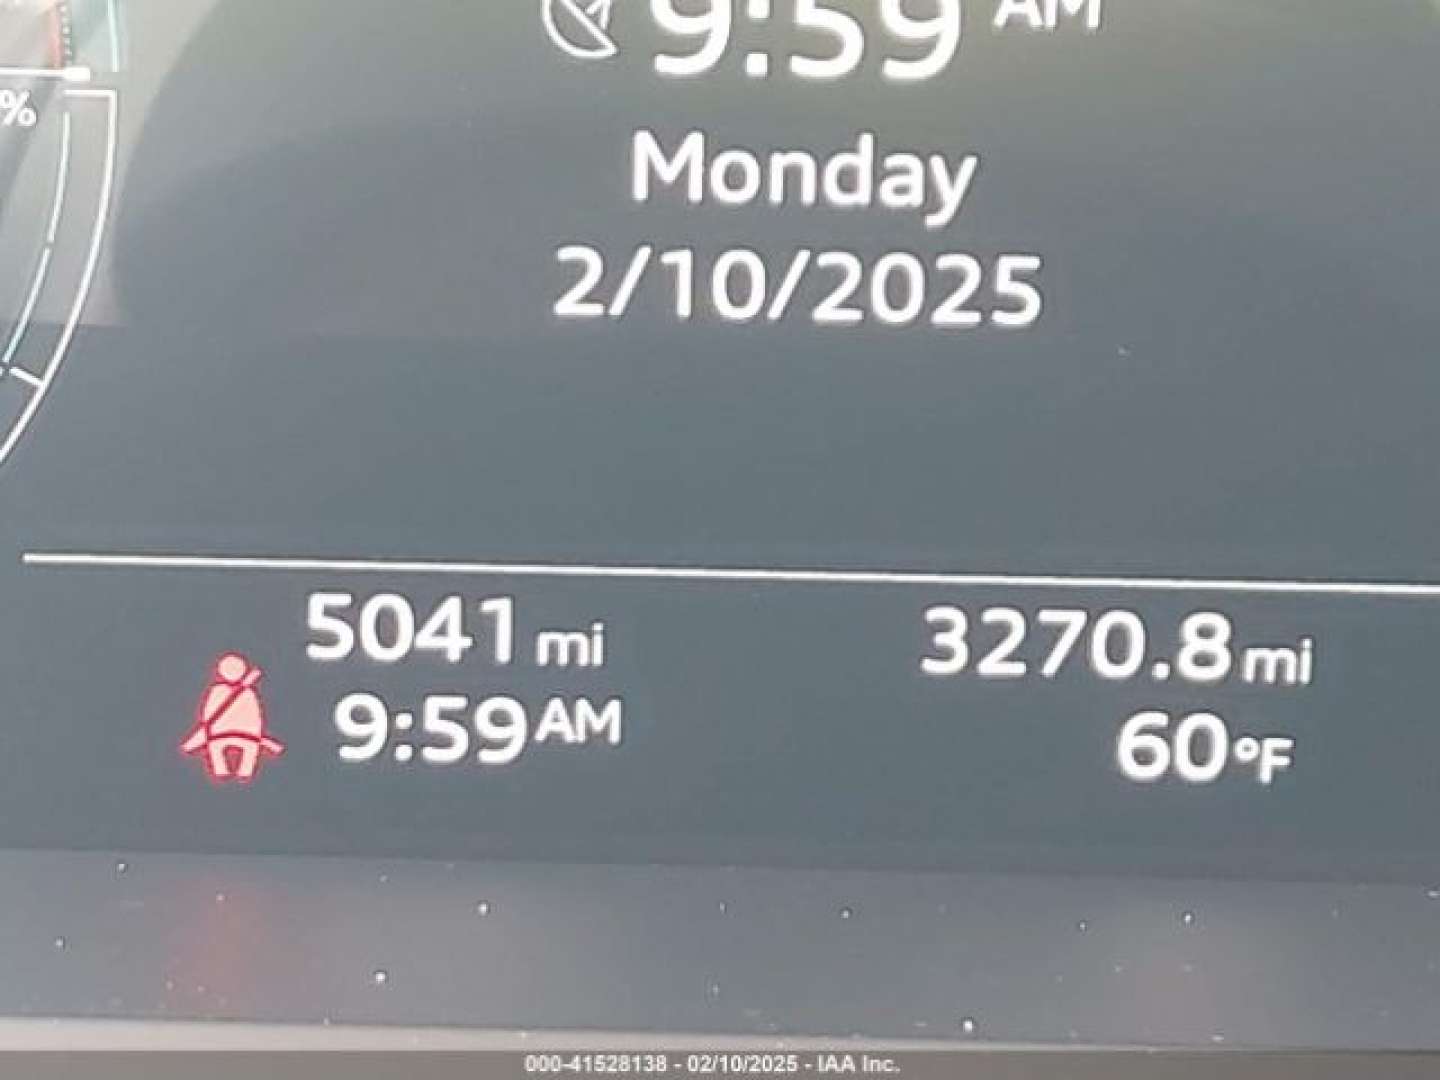 9:59 AM
%
Monday
2/10/2025
5041 mi
3270.8 mi
9:59 AM
60°F
000-41528138 - 02/10/2025 - IAA Inc.